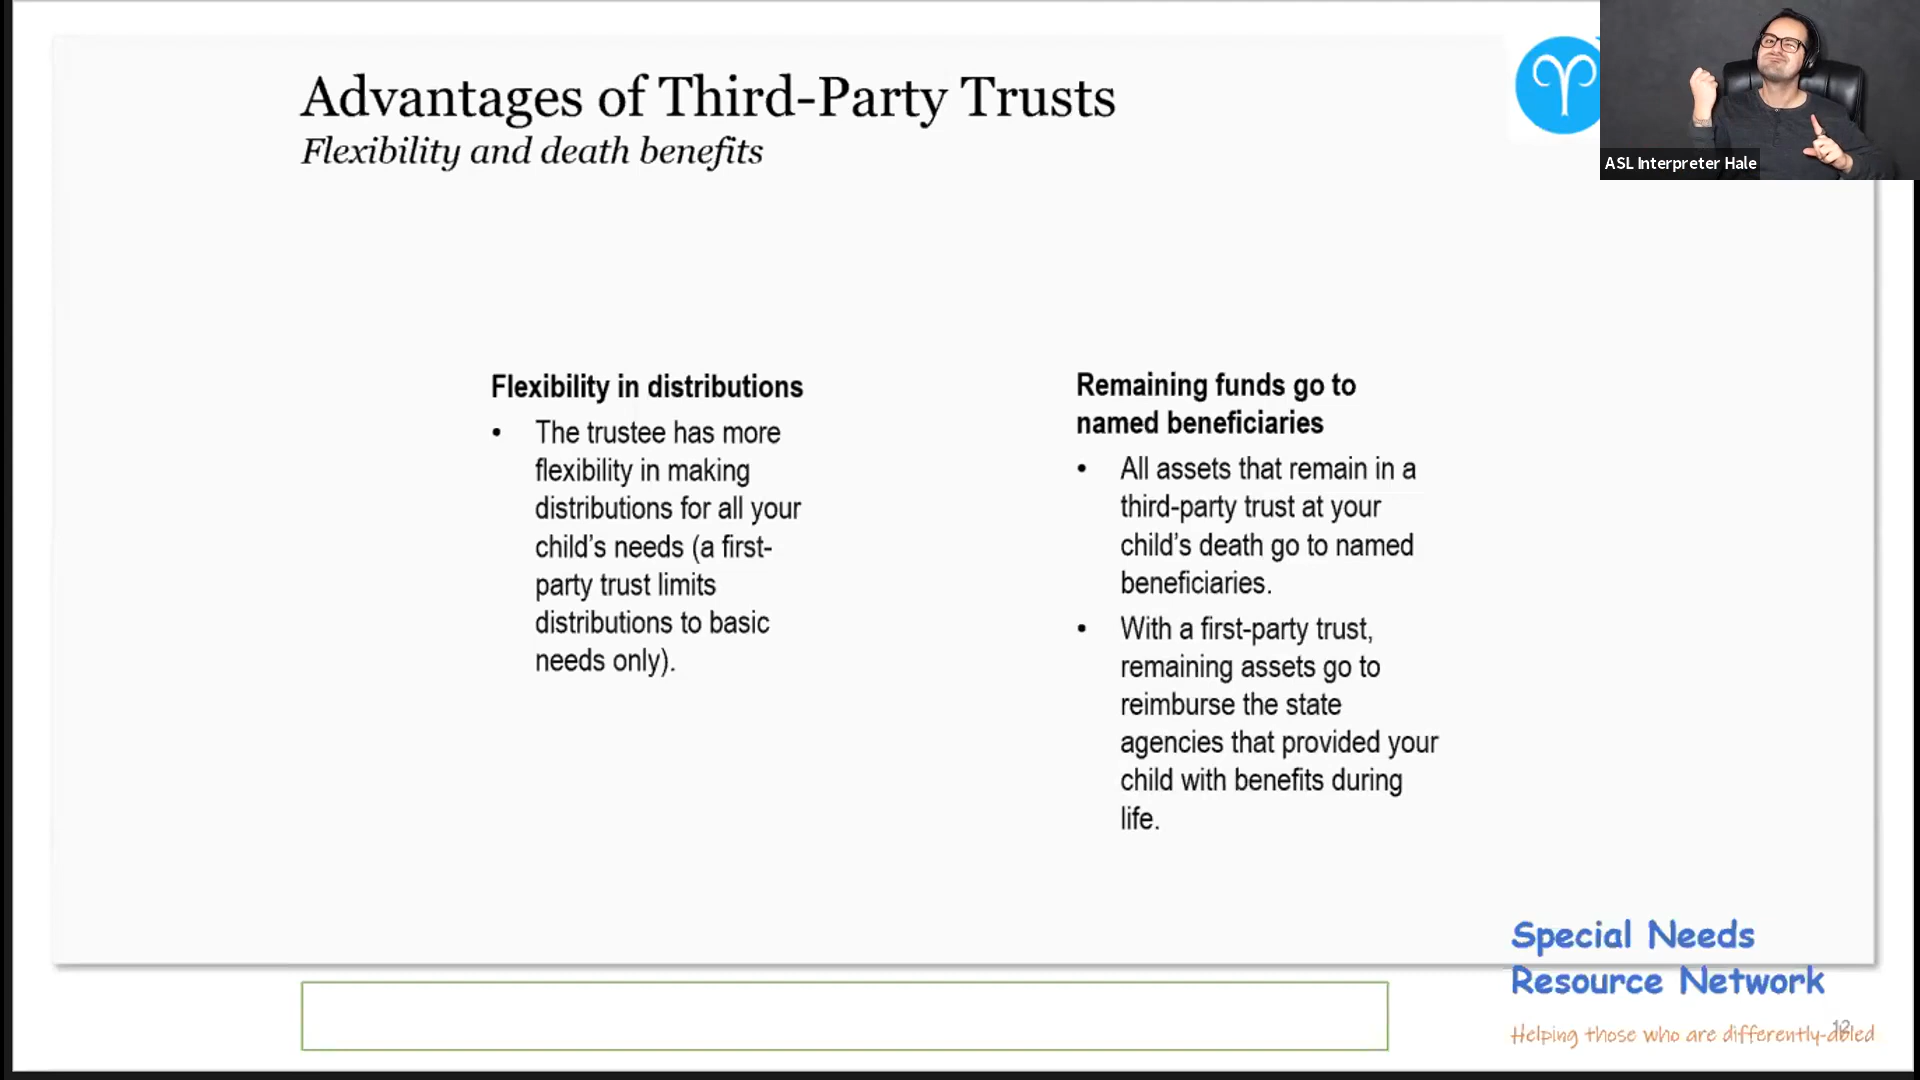 Advantages of Third-Party Trusts
Flexibility and death benefits
ASL Interpreter Hale
Flexibility in distributions
• The trustee has more
flexibility in making
distributions for all your
child's needs (a first-
party trust limits
distributions to basic
needs only).
Remaining funds go to
named beneficiaries
• All assets that remain in a
third-party trust at your
child's death go to named
beneficiaries.
• With a first-party trust,
remaining assets go to
reimburse the state
agencies that provided your
child with benefits during
life.
Special Needs
Resource Network
Helping those who are differently-abled
12